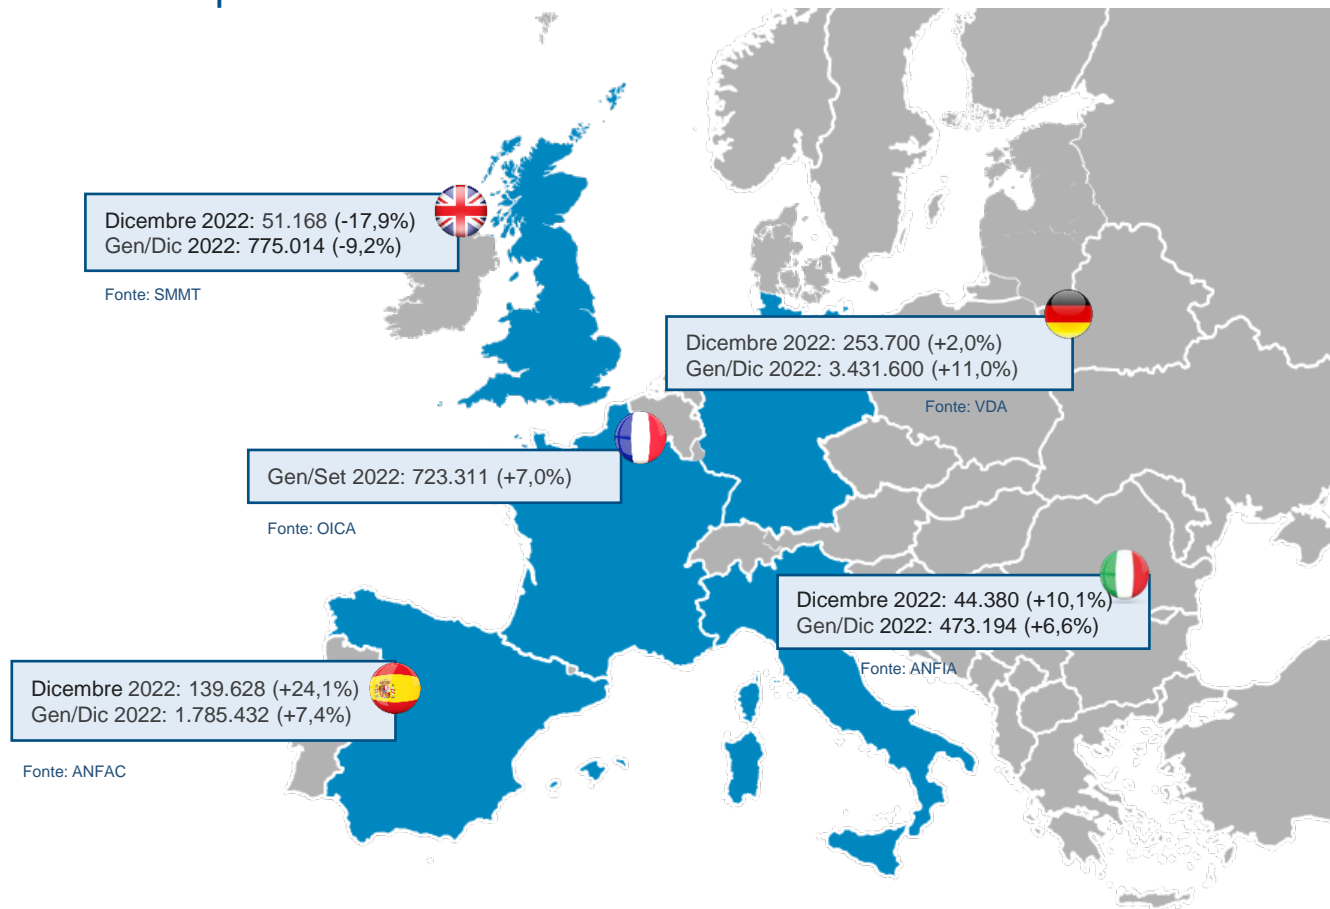 Dicembre 2022: 51.168 (-17,9%)
Gen/Dic 2022: 775.014 (-9,2%)
Fonte: SMMT
Dicembre 2022: 253.700 (+2,0%)
Gen/Dic 2022: 3.431.600 (+11,0%)
Fonte: VDA
Gen/Set 2022: 723.311 (+7,0%)
Fonte: OICA
Dicembre 2022: 44.380 (+10,1%)
Gen/Dic 2022: 473.194 (+6,6%)
Fonte: ANFIA
Dicembre 2022: 139.628 (+24,1%)
Gen/Dic 2022: 1.785.432 (+7,4%)
Fonte: ANFAC